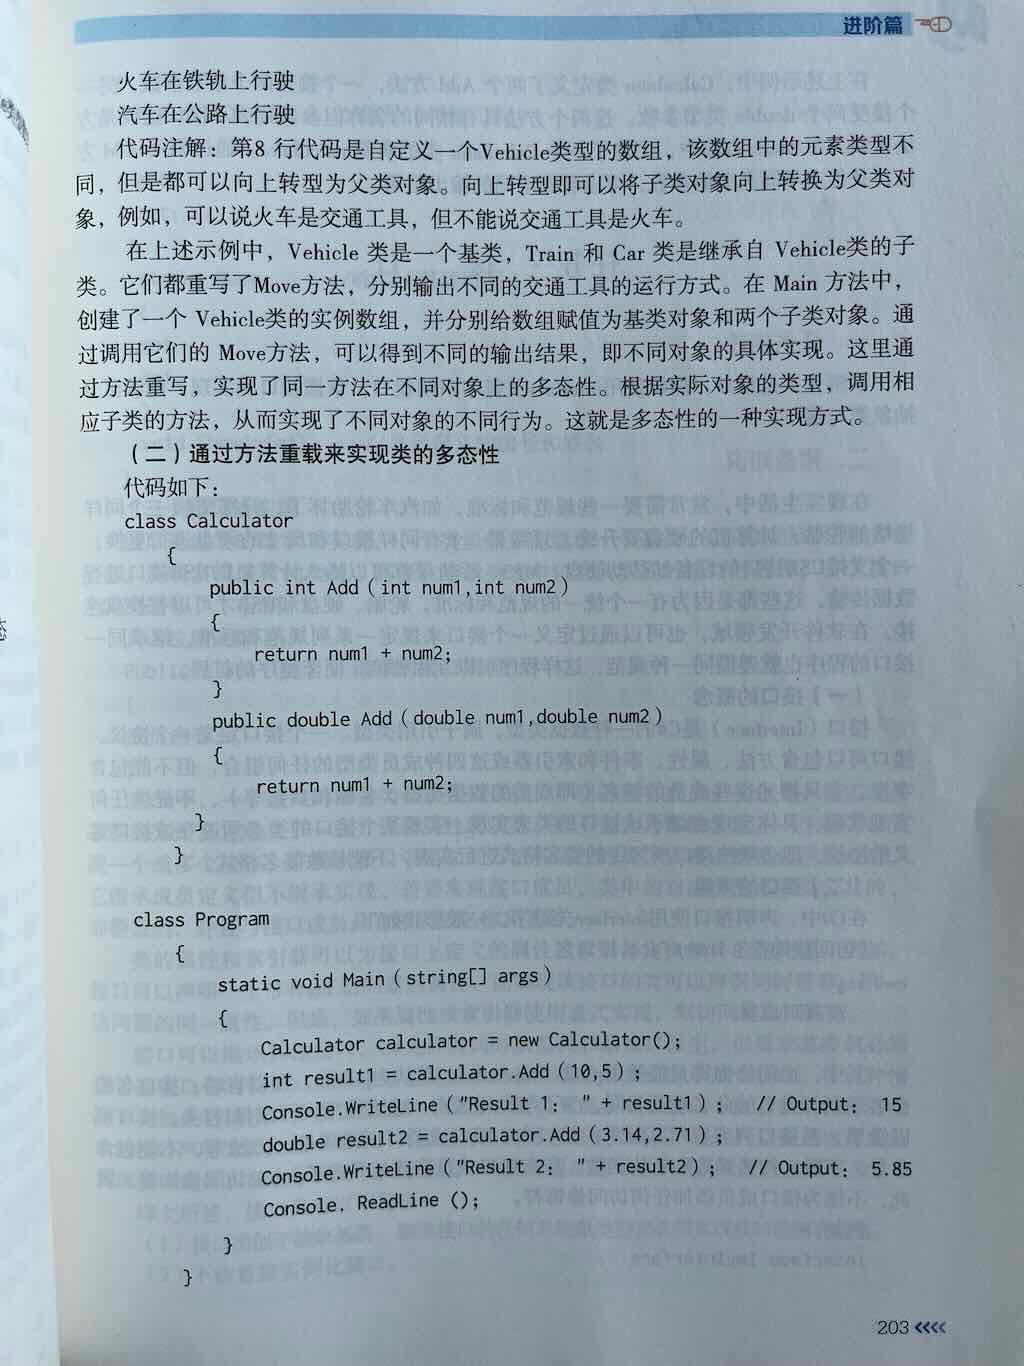 进阶篇
火车在铁轨上行驶
汽车在公路上行驶
代码注解：第8 行代码是自定义一个Vehicle类型的数组，该数组中的元素类型不
同，但是都可以向上转型为父类对象。向上转型即可以将子类对象向上转换为父类对
象，例如，可以说火车是交通工具，但不能说交通工具是火车。
在上述示例中，Vehicle 类是一个基类，Train 和 Car 类是继承自 Vehicle类的子
类。它们都重写了Move方法，分别输出不同的交通工具的运行方式。在 Main 方法中，
创建了一个 Vehicle类的实例数组，并分别给数组赋值为基类对象和两个子类对象。通
过调用它们的 Move方法，可以得到不同的输出结果，即不同对象的具体实现。这里通
过方法重写，实现了同一方法在不同对象上的多态性。根据实际对象的类型，调用相
应子类的方法，从而实现了不同对象的不同行为。这就是多态性的一种实现方式。
（二）通过方法重载来实现类的多态性
代码如下：
class Calculator
{
public int Add（int num1,int num2）
{
return num1 + num2;
}
public double Add（double num1,double num2）
{
return num1 + num2;
}
}
class Program
{
static void Main（string[] args）
{
Calculator calculator = new Calculator();
int result1 = calculator.Add（10,5）;
Console.WriteLine（"Result 1： " + result1）;   // Output： 15
double result2 = calculator.Add（3.14,2.71）;
Console.WriteLine（"Result 2： " + result2）;   // Output： 5.85
Console. ReadLine ();
}
}
203